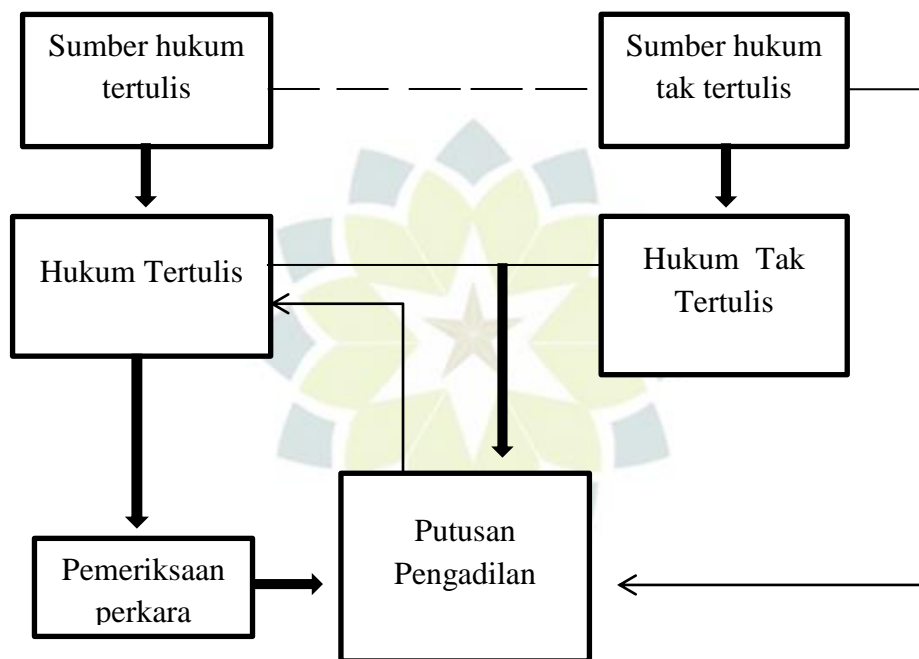 Sumber hukum
tertulis
Sumber hukum
tak tertulis
Hukum Tertulis
Hukum Tak
Tertulis
Putusan
Pengadilan
Pemeriksaan
perkara